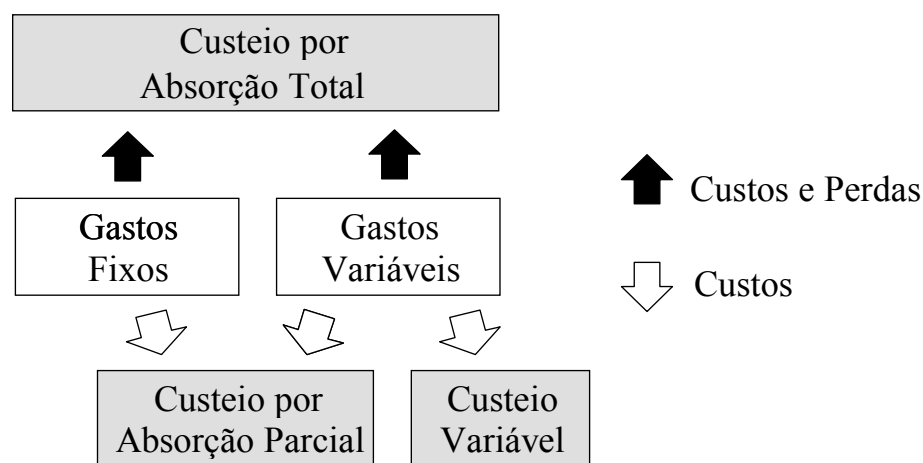 Custeio por
Absorção Total
Custos e Perdas
Gastos
Fixos
Gastos
Variáveis
Custos
Custeio por
Absorção Parcial
Custeio
Variável